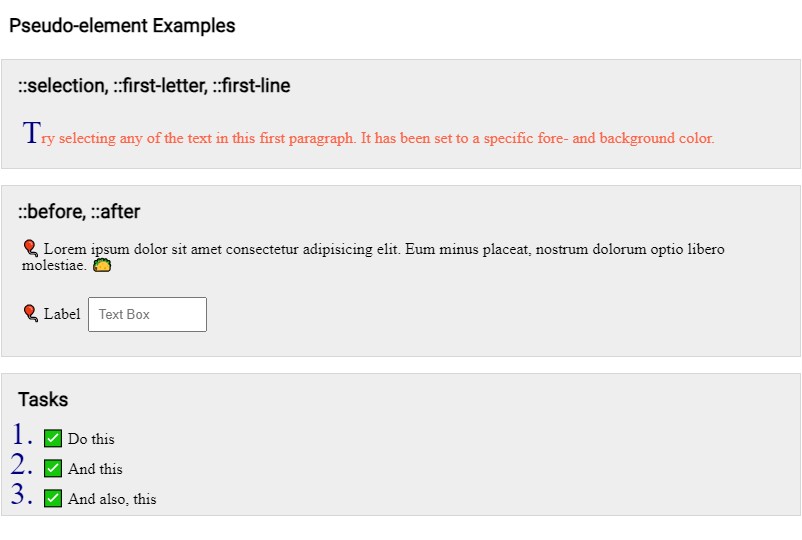 Pseudo-element Examples
::selection, ::first-letter, ::first-line
Try selecting any of the text in this first paragraph. It has been set to a specific fore- and background color.
::before, ::after
🎈 Lorem ipsum dolor sit amet consectetur adipisicing elit. Eum minus placeat, nostrum dolorum optio libero
molestiae. 🌮
🎈 Label Text Box
Tasks
1. ✅ Do this
2. ✅ And this
3. ✅ And also, this